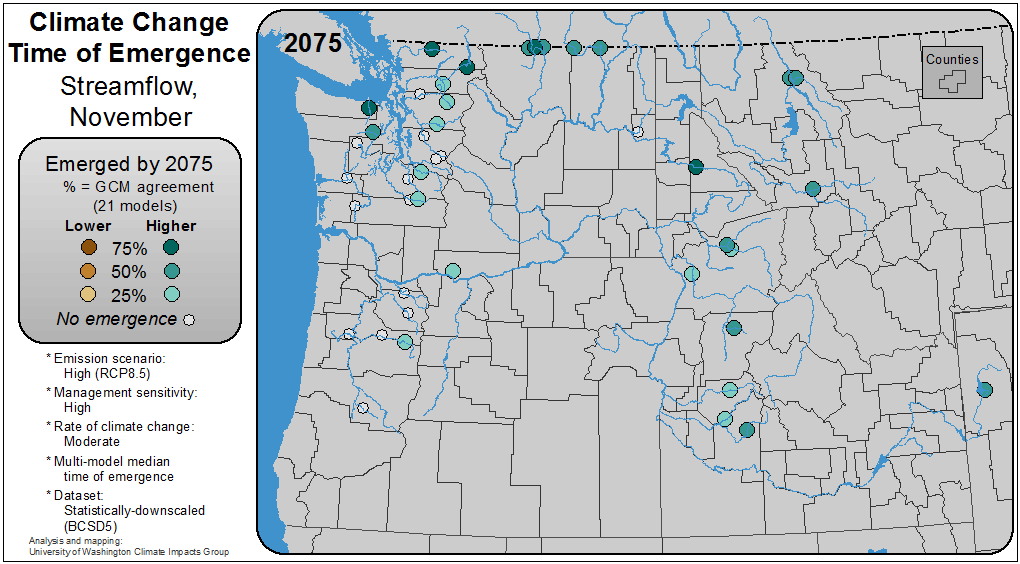 Climate Change
Time of Emergence
Streamflow,
November
Emerged by 2075
% = GCM agreement
(21 models)
Lower Higher
75%
50%
25%
No emergence
* Emission scenario:
High (RCP8.5)
* Management sensitivity:
High
* Rate of climate change:
Moderate
* Multi-model median
time of emergence
* Dataset:
Statistically-downscaled
(BCSD5)
Analysis and mapping:
University of Washington Climate Impacts Group
2075
Counties